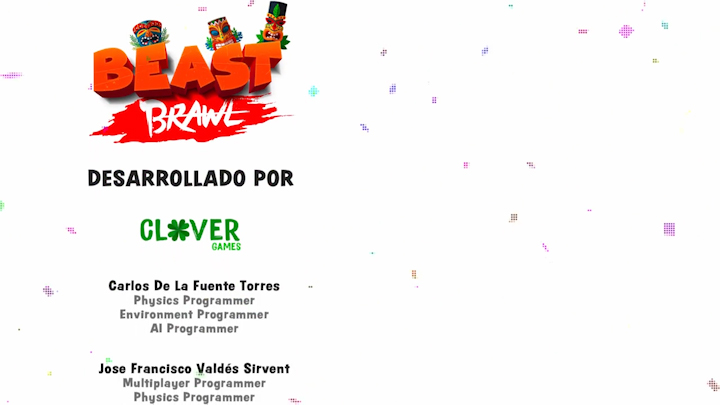 BEAST
BRAWL
DESARROLLADO POR
CLOVER
GAMES
Carlos De La Fuente Torres
Physics Programmer
Environment Programmer
AI Programmer
Jose Francisco Valdés Sirvent
Multiplayer Programmer
Physics Programmer